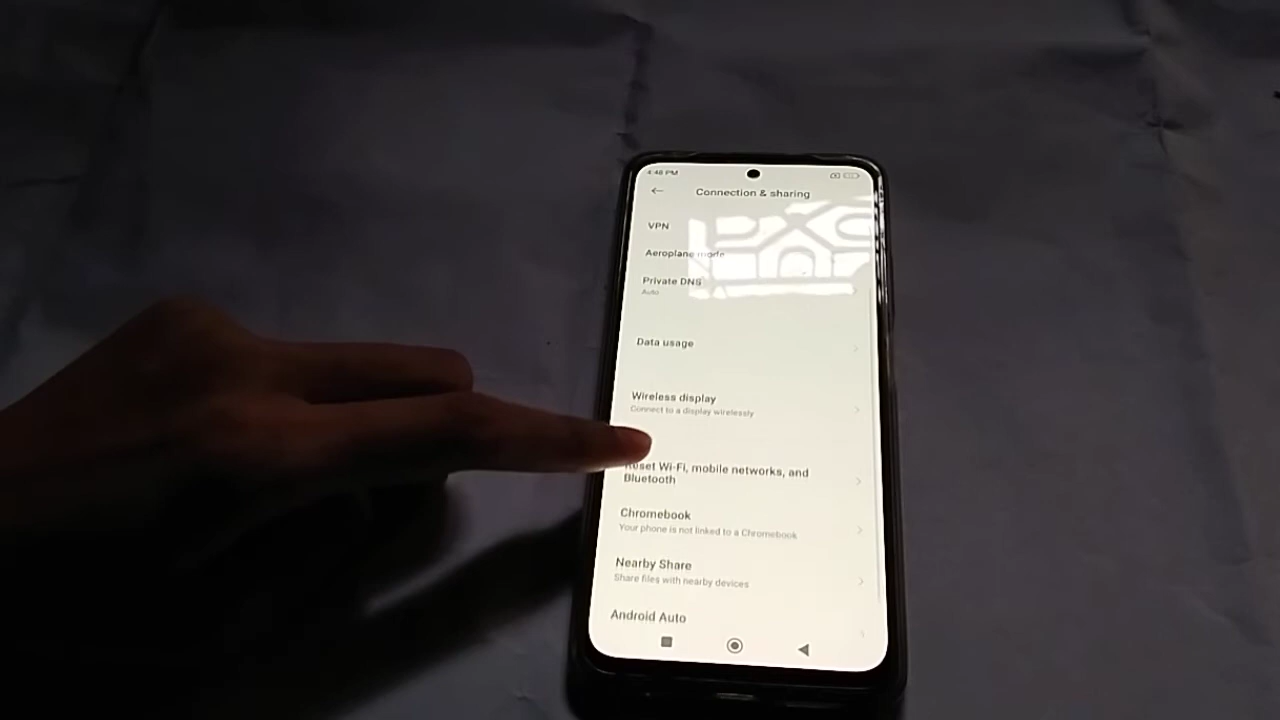 4:48 PM
Connection & sharing
VPN
Aeroplane mode
Private DNS
Auto
Data usage
Wireless display
Connect to a display wirelessly
Reset Wi-Fi, mobile networks, and
Bluetooth
Chromebook
Your phone is not linked to a Chromebook
Nearby Share
Share files with nearby devices
Android Auto